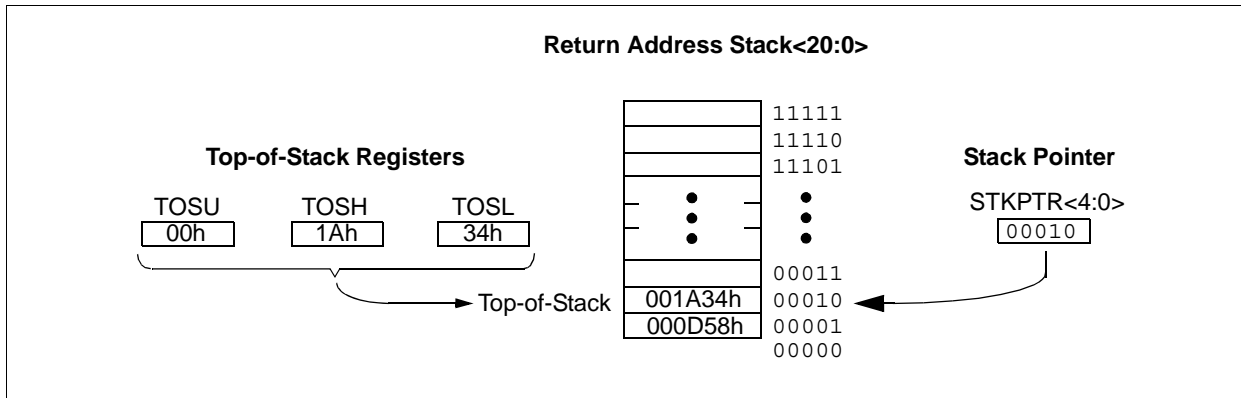 Return Address Stack<20:0>
11111
11110
11101
Top-of-Stack Registers
Stack Pointer
TOSU TOSH TOSL
STKPTR<4:0>
00h 1Ah 34h
00010
00011
Top-of-Stack 001A34h 00010
000D58h 00001
00000